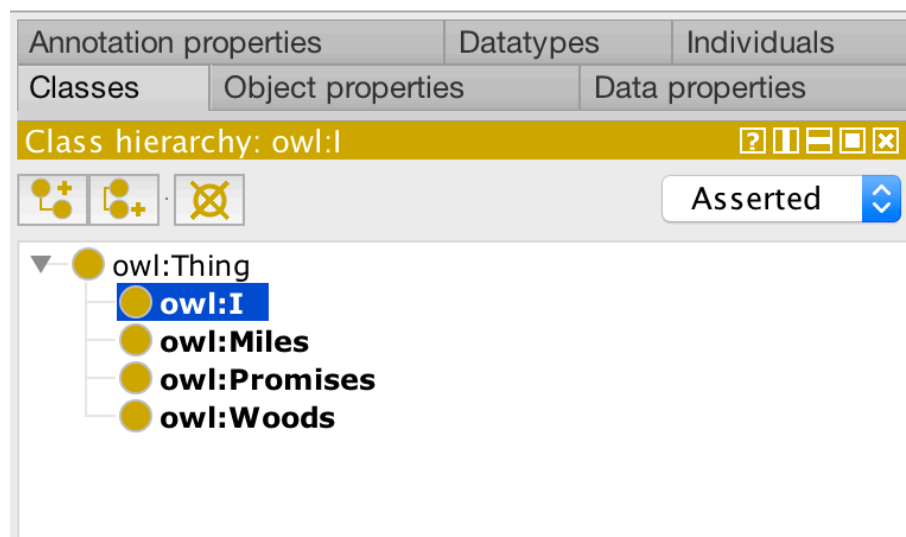 Annotation properties Datatypes Individuals
Classes Object properties Data properties
Class hierarchy: owl:I
Asserted
owl:Thing
owl:I
owl:Miles
owl:Promises
owl:Woods